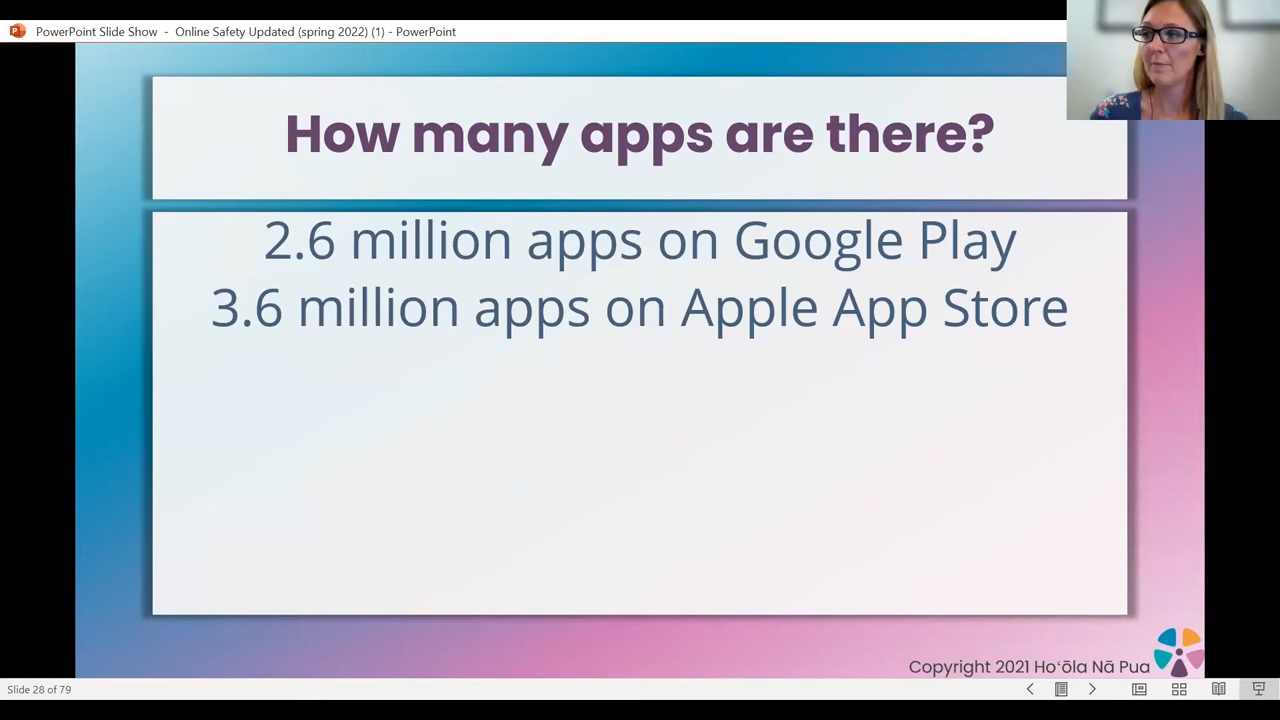 PowerPoint Slide Show - Online Safety Updated (spring 2022) (1) - PowerPoint
How many apps are there?
2.6 million apps on Google Play
3.6 million apps on Apple App Store
Copyright 2021 Hoʻōla Nā Pua
Slide 28 of 79